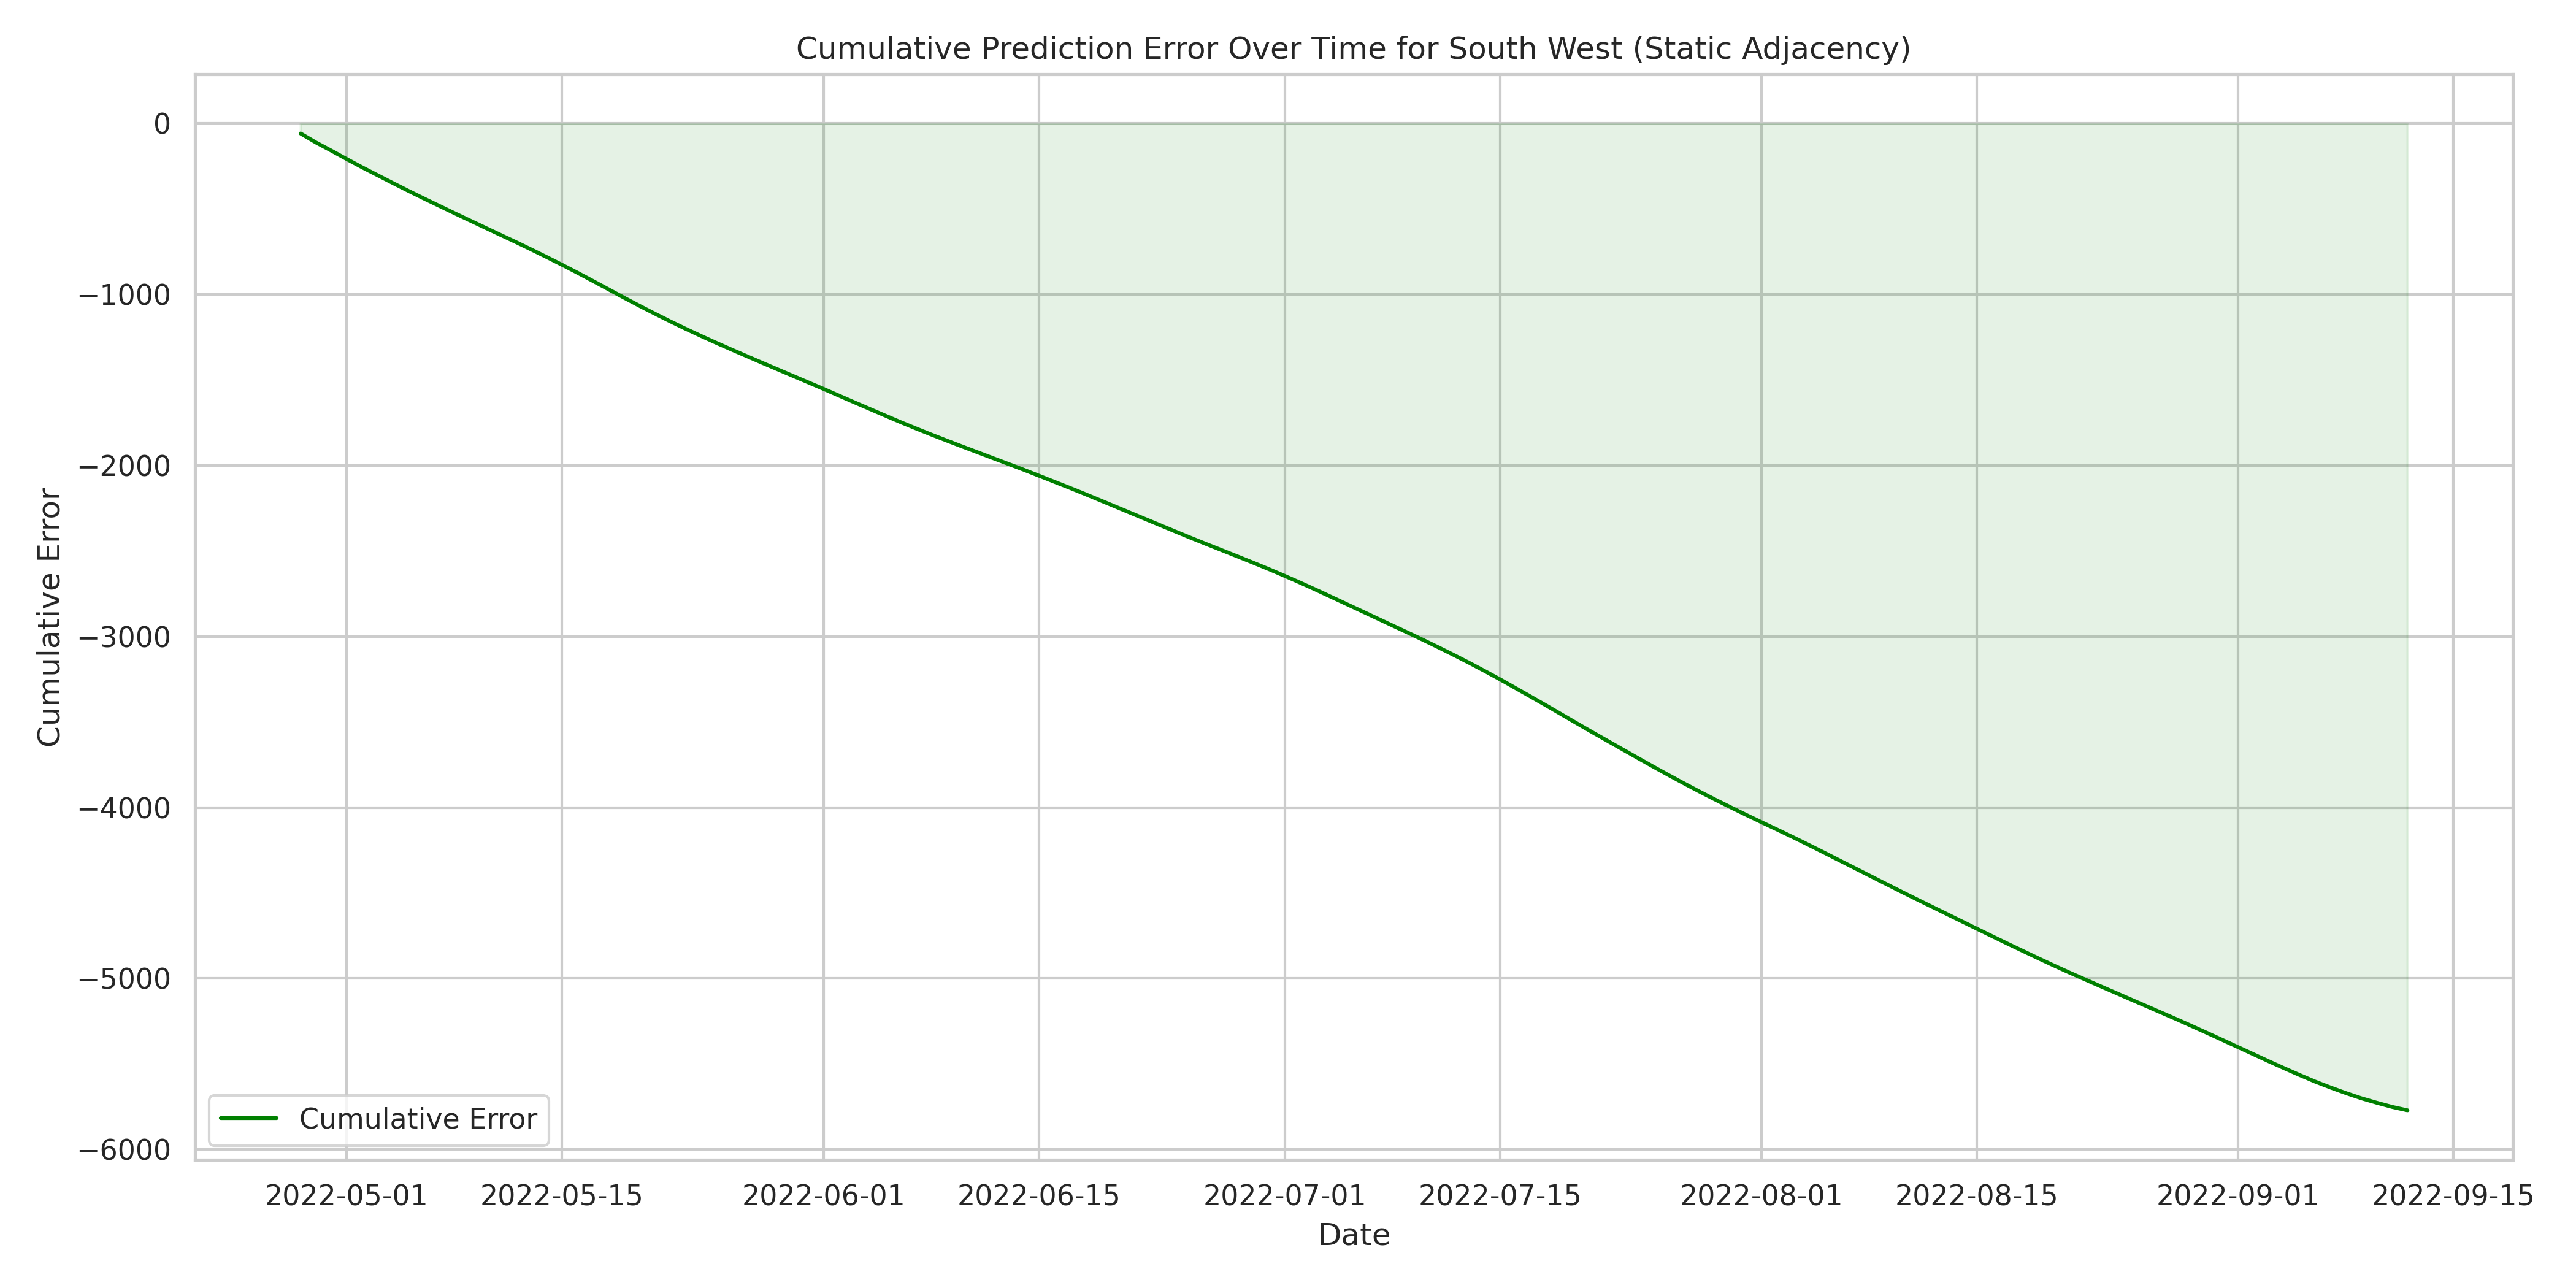 Cumulative Prediction Error Over Time for South West (Static Adjacency)
0
−1000
−2000
−3000
−4000
−5000
−6000
Cumulative Error
Cumulative Error
2022-05-01 2022-05-15 2022-06-01 2022-06-15 2022-07-01 2022-07-15 2022-08-01 2022-08-15 2022-09-01 2022-09-15
Date